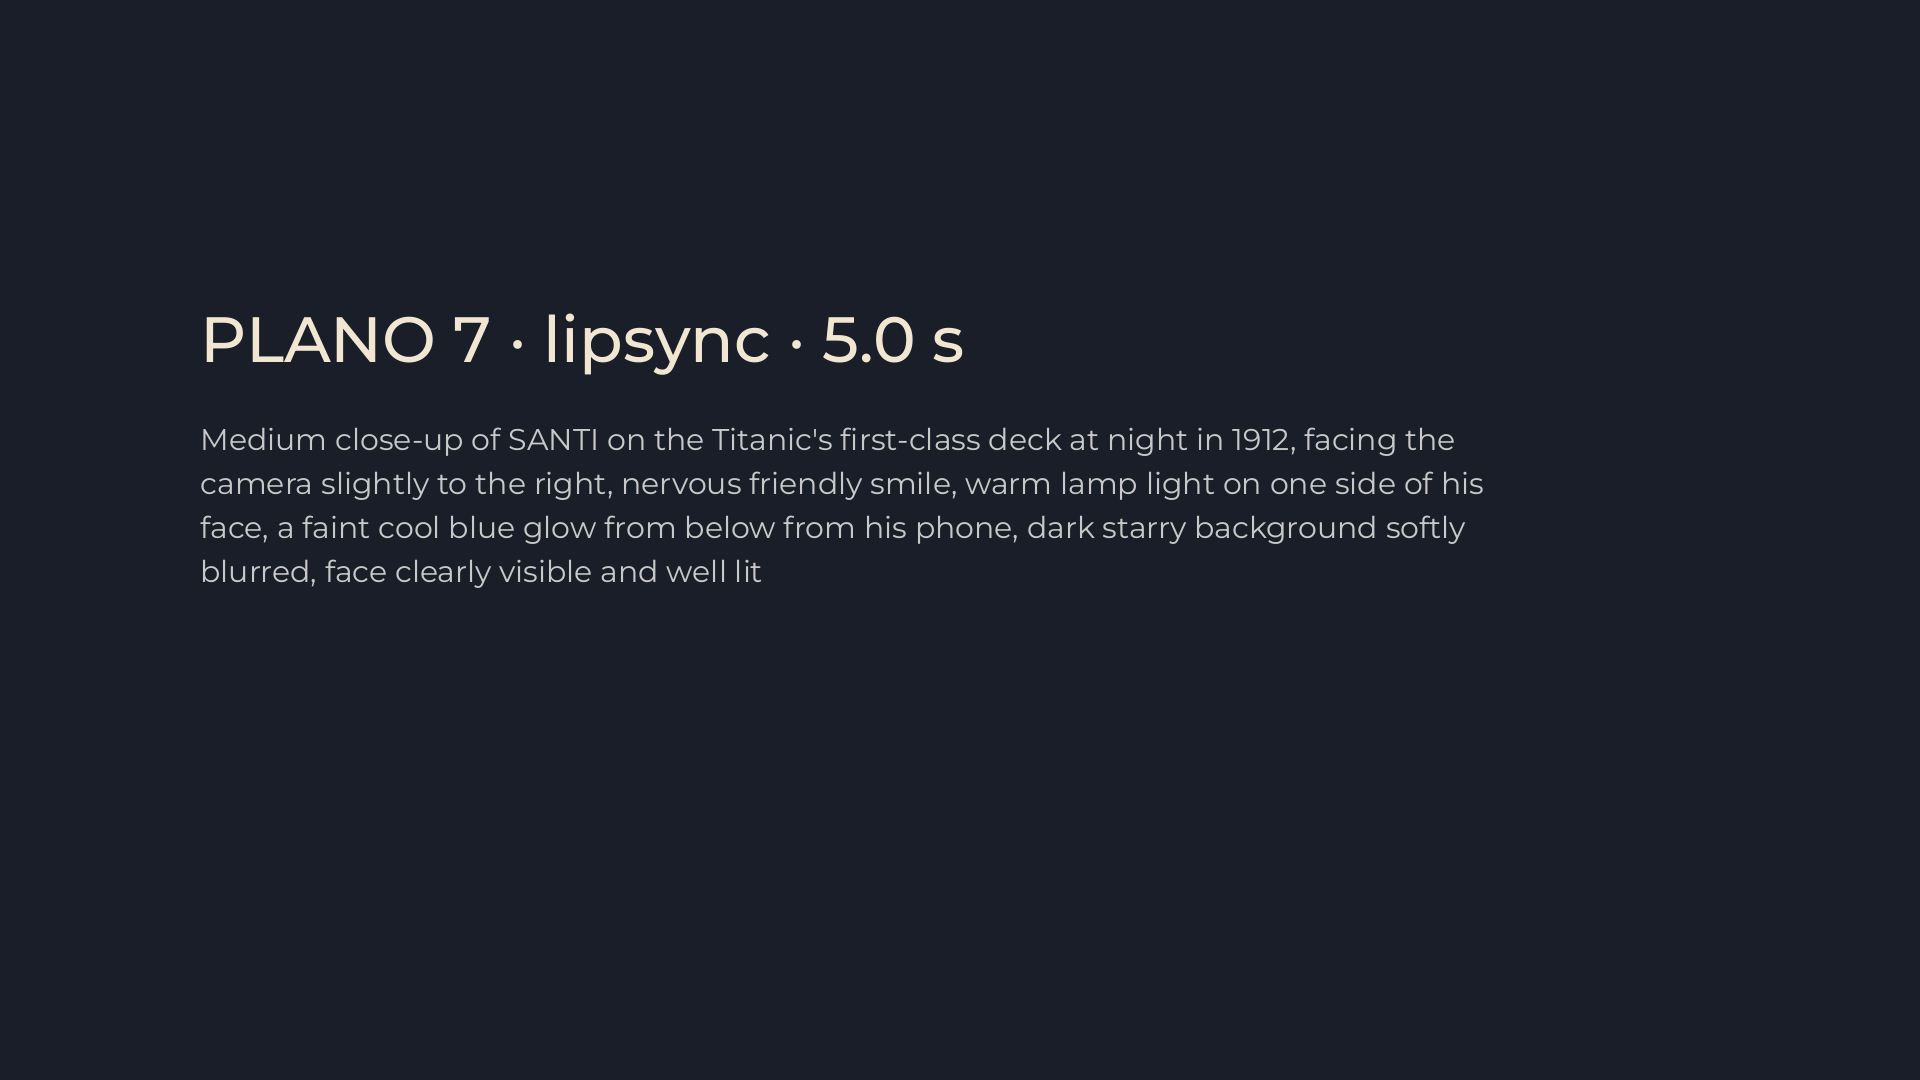 PLANO 7 · lipsync · 5.0 s
Medium close-up of SANTI on the Titanic's first-class deck at night in 1912, facing the
camera slightly to the right, nervous friendly smile, warm lamp light on one side of his
face, a faint cool blue glow from below from his phone, dark starry background softly
blurred, face clearly visible and well lit